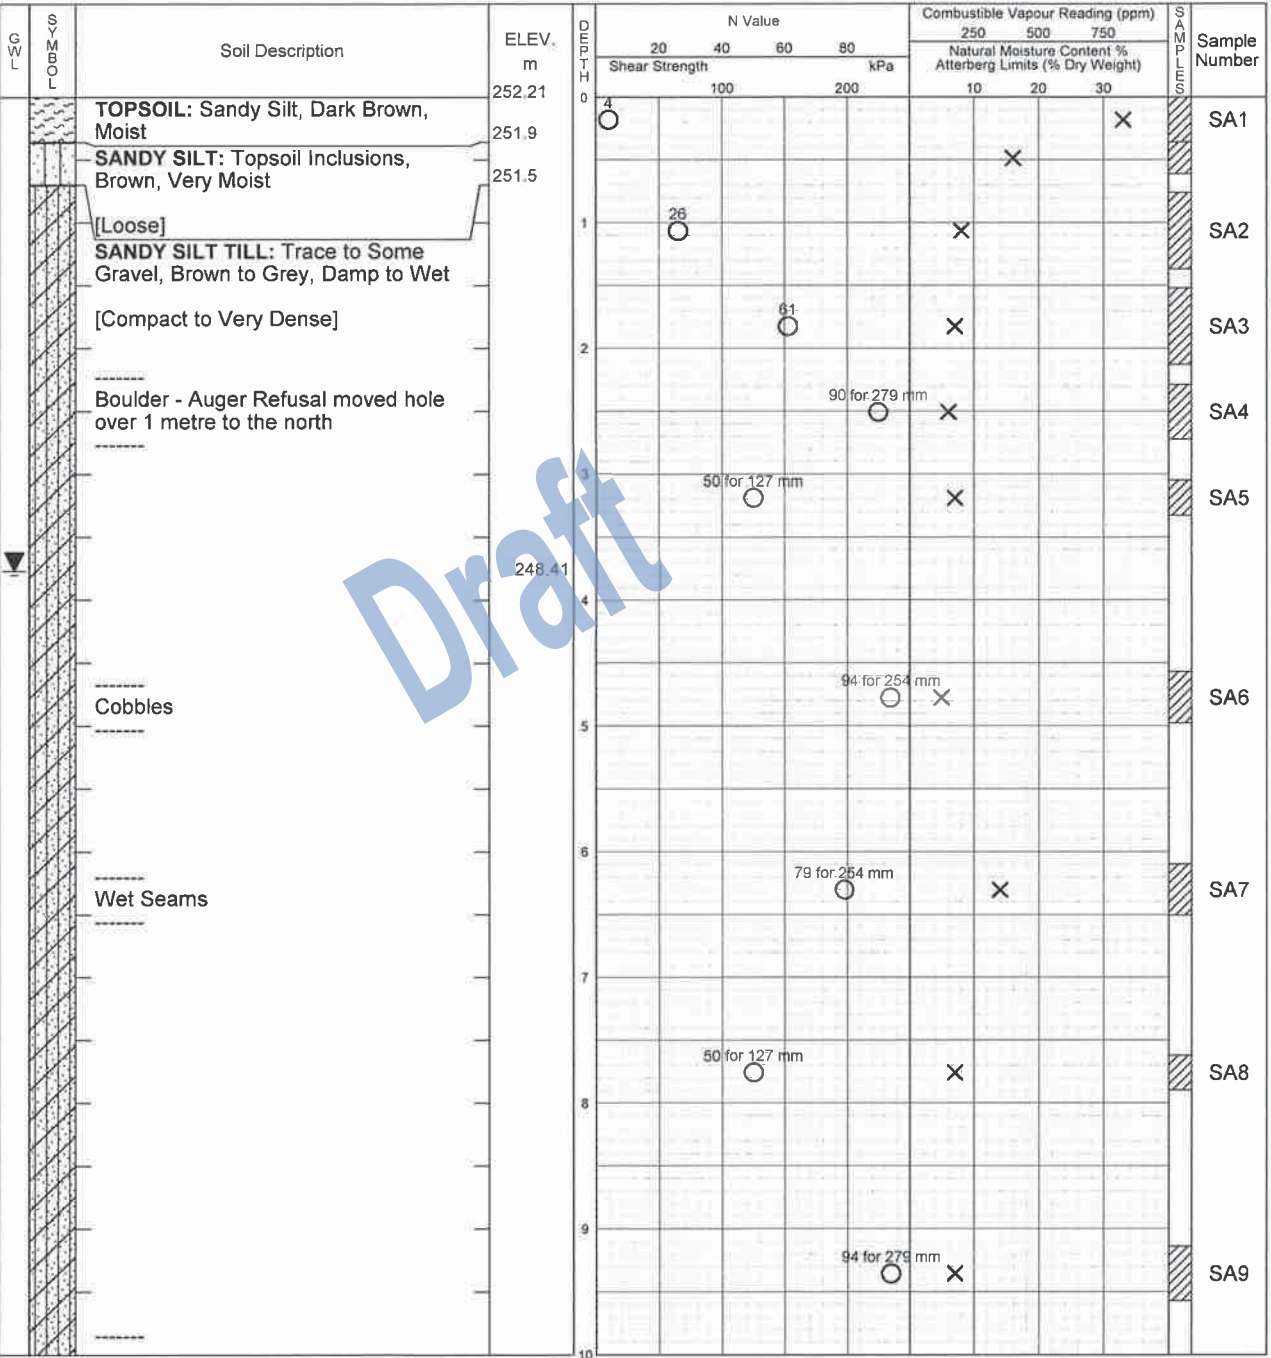 GWL
SYMBOL
Soil Description
ELEV.
m
DEPTH
N Value
20 40 60 80
Shear Strength kPa
100 200
Combustible Vapour Reading (ppm)
250 500 750
Natural Moisture Content %
Atterberg Limits (% Dry Weight)
10 20 30
SAMPLES
Sample
Number
252.21
0
TOPSOIL: Sandy Silt, Dark Brown,
Moist
251.9
4
SA1
SANDY SILT: Topsoil Inclusions,
Brown, Very Moist
251.5
[Loose]
1
26
SA2
SANDY SILT TILL: Trace to Some
Gravel, Brown to Grey, Damp to Wet
[Compact to Very Dense]
61
SA3
2
Boulder - Auger Refusal moved hole
over 1 metre to the north
90 for 279 mm
SA4
3
50 for 127 mm
SA5
Draft
248.41
4
Cobbles
94 for 254 mm
SA6
5
6
Wet Seams
79 for 254 mm
SA7
7
50 for 127 mm
SA8
8
9
94 for 279 mm
SA9
10